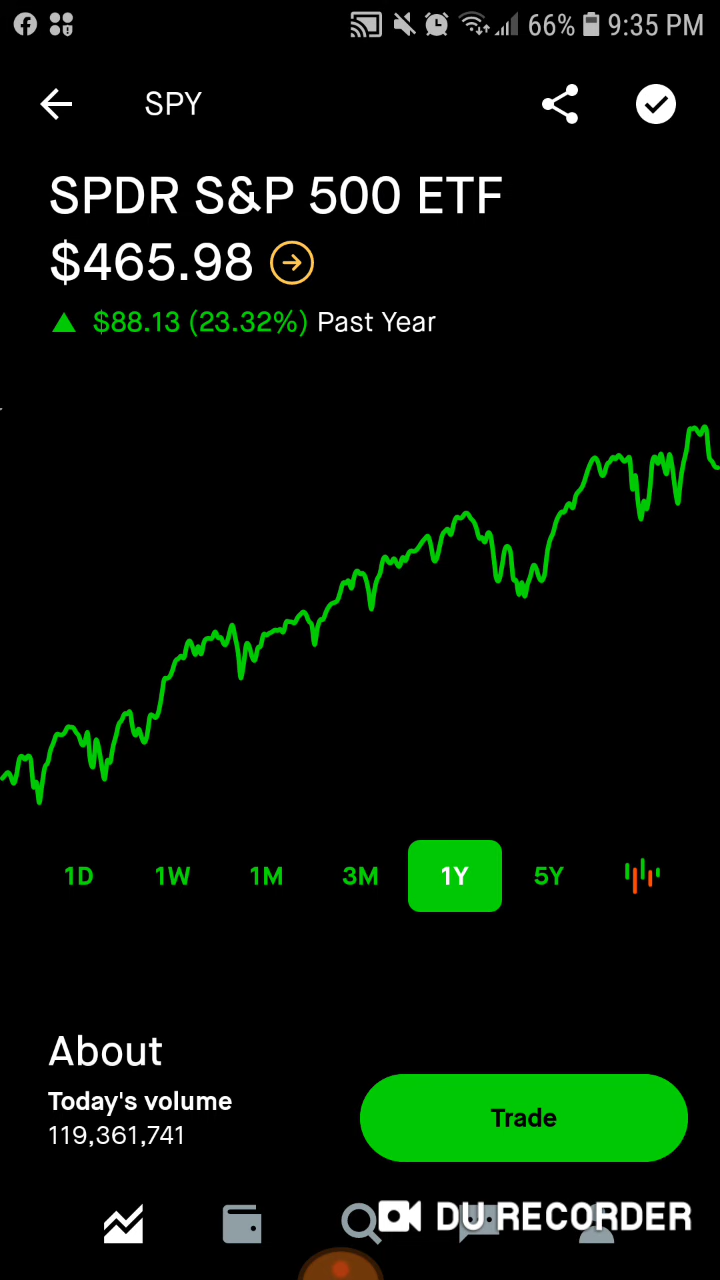 66% 9:35 PM
SPY
SPDR S&P 500 ETF
$465.98
$88.13 (23.32%) Past Year
1D 1W 1M 3M 1Y 5Y
About
Today's volume
119,361,741
Trade
DU RECORDER